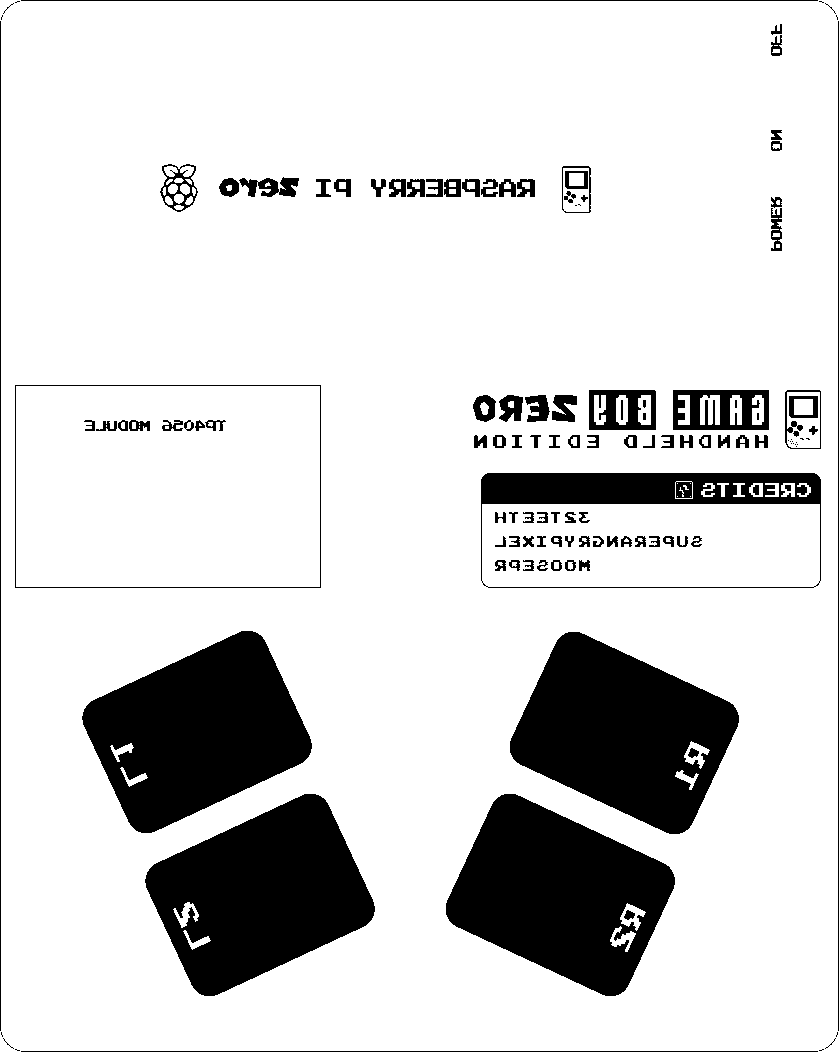 OFF
ON
POWER
RASPBERRY PI Zero
GAME BOY ZERO
HANDHELD EDITION
TP4056 MODULE
CREDITS
32TEETH
SUPERANGRYPIXEL
MOOSEPR
L1
R1
L2
R2